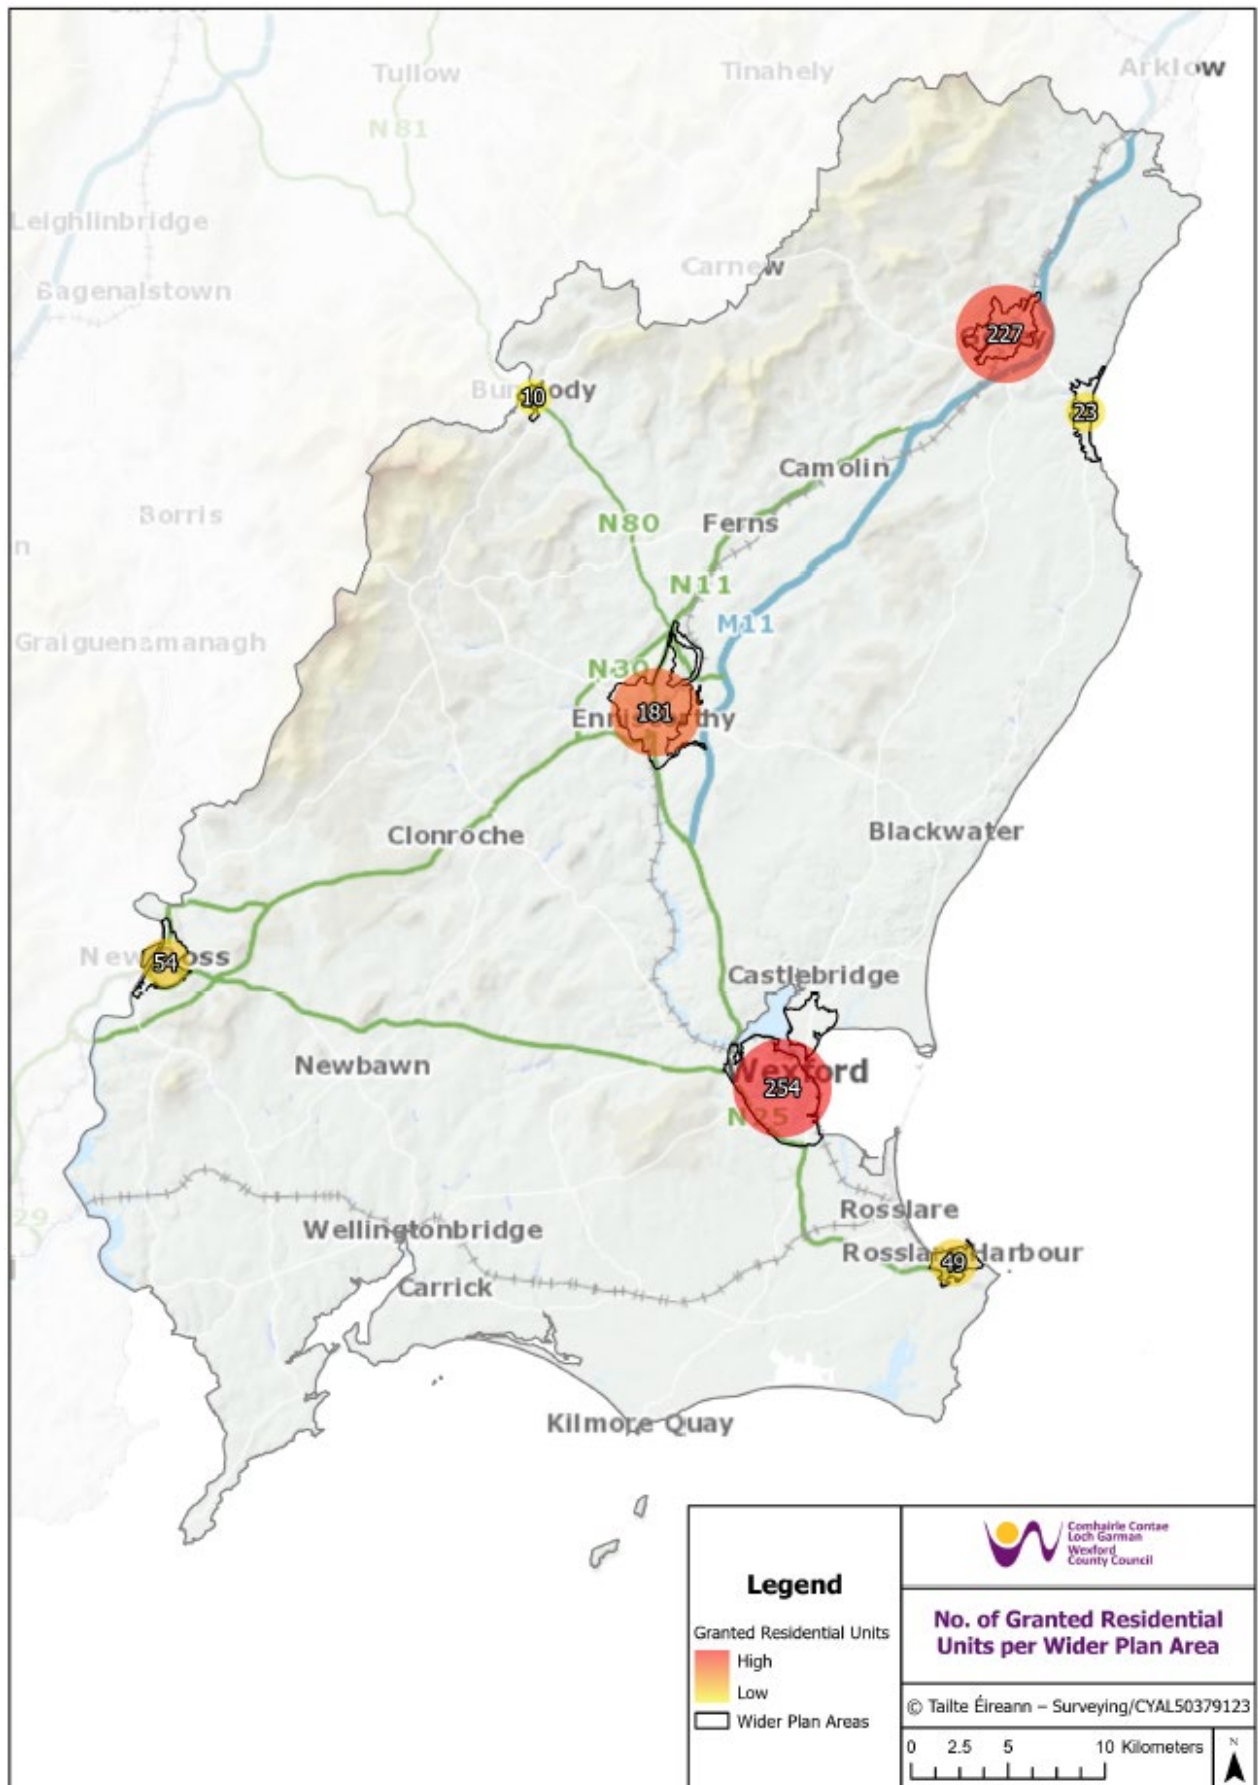 Tullow
Tinahely
Arklow
N81
Leighlinbridge
Carnew
Bagenalstown
227
10
23
Camolin
Borris
N80
Ferns
N11
M11
Graiguenamanagh
N30
181
Blackwater
Clonroche
54
Castlebridge
Newbawn
Wexford
254
N25
Rosslare
29
Wellingtonbridge
Rosslare Harbour
49
Carrick
Kilmore Quay
Legend
Granted Residential Units
High
Low
Wider Plan Areas
Comhairle Contae
Loch Garman
Wexford
County Council
No. of Granted Residential
Units per Wider Plan Area
© Tailte Éireann – Surveying/CYAL50379123
0 2.5 5 10 Kilometers
N